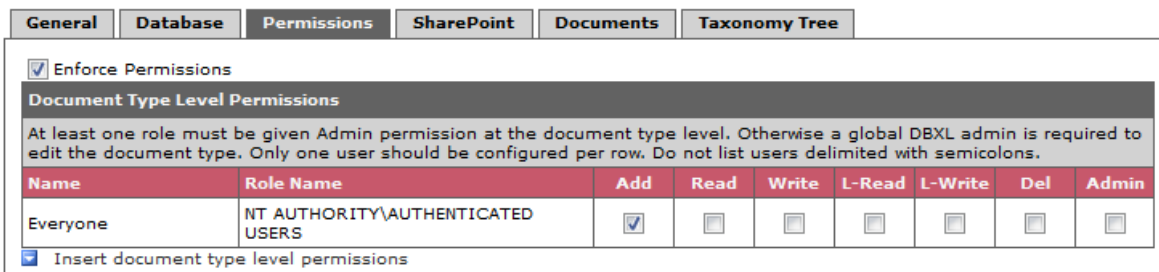 General Database Permissions SharePoint Documents Taxonomy Tree
Enforce Permissions
Document Type Level Permissions
At least one role must be given Admin permission at the document type level. Otherwise a global DBXL admin is required to
edit the document type. Only one user should be configured per row. Do not list users delimited with semicolons.
Name Role Name Add Read Write L-Read L-Write Del Admin
Everyone NT AUTHORITY\AUTHENTICATED
USERS
Insert document type level permissions